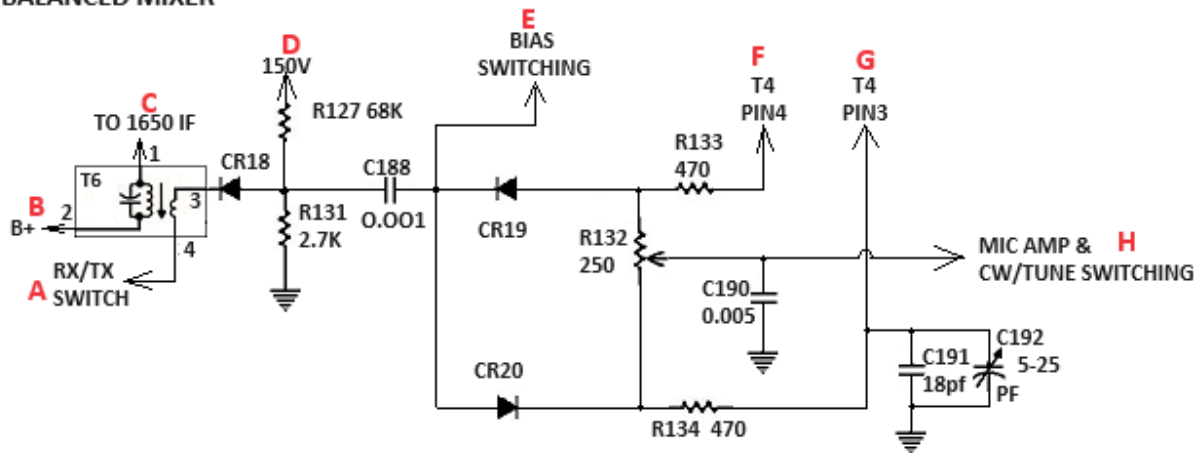 BALANCED MIXER
E
BIAS
SWITCHING
D
150V
F
T4
PIN4
G
T4
PIN3
R127 68K
C
TO 1650 IF
1
R133
470
CR18
C188
0.001
T6
3
B
2
B+
R131
2.7K
CR19
R132
250
4
MIC AMP & H
CW/TUNE SWITCHING
A
RX/TX
SWITCH
C190
0.005
C192
5-25
PF
C191
18pf
CR20
R134 470